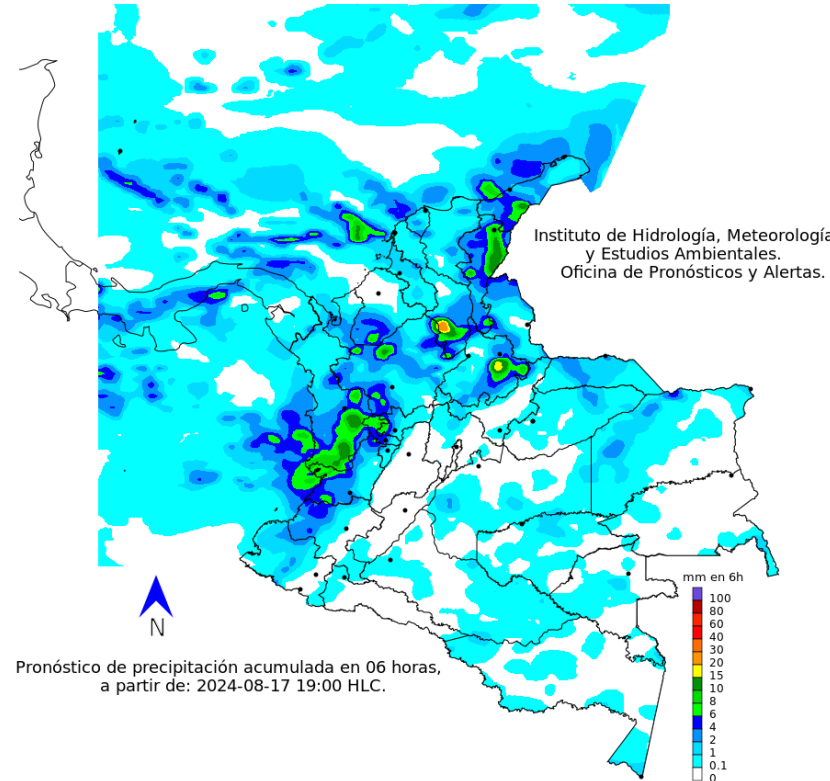 Instituto de Hidrología, Meteorología
y Estudios Ambientales.
Oficina de Pronósticos y Alertas.
mm en 6h
100
80
60
40
30
20
15
10
8
6
4
2
1
0.1
0
N
Pronóstico de precipitación acumulada en 06 horas,
a partir de: 2024-08-17 19:00 HLC.